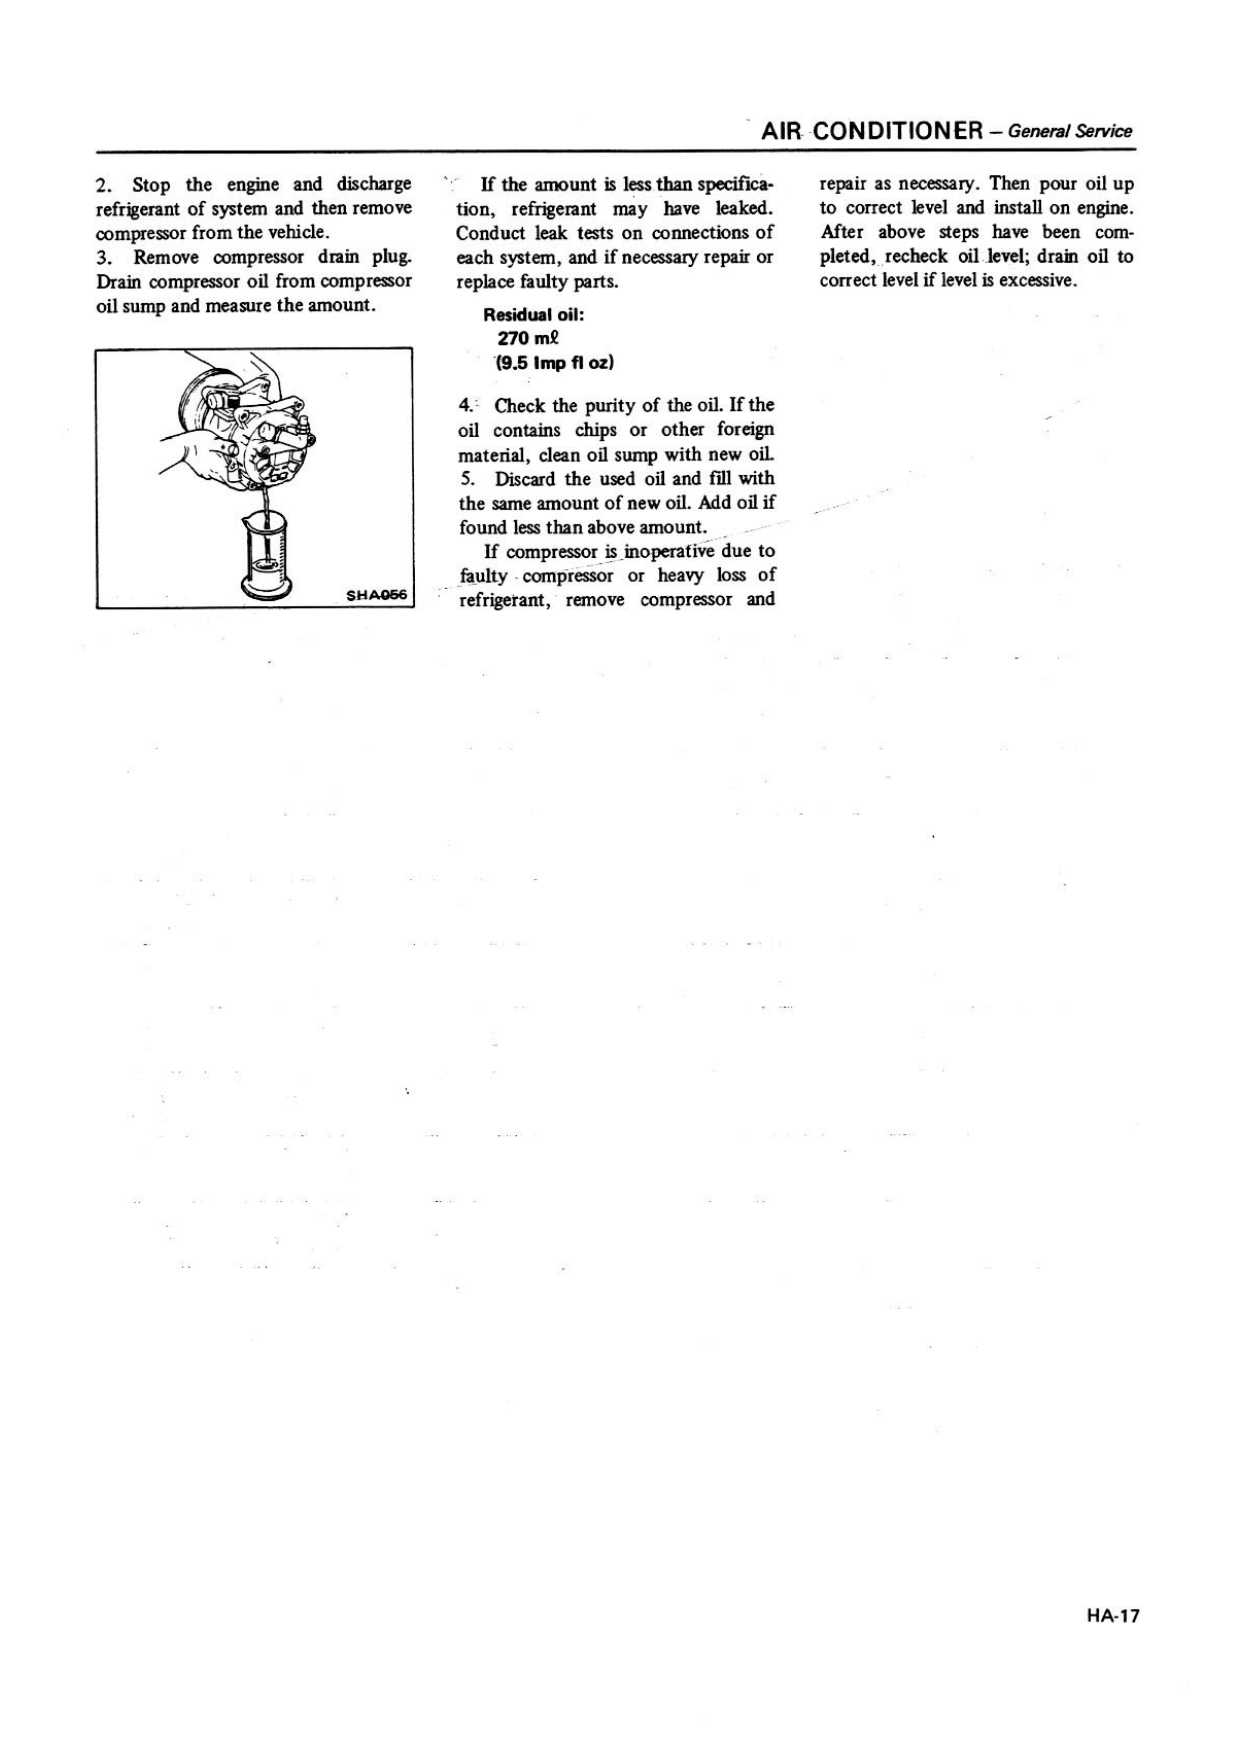 AIR CONDITIONER – General Service
2. Stop the engine and discharge
refrigerant of system and then remove
compressor from the vehicle.
3. Remove compressor drain plug.
Drain compressor oil from compressor
oil sump and measure the amount.
SHA056
If the amount is less than specifica-
tion, refrigerant may have leaked.
Conduct leak tests on connections of
each system, and if necessary repair or
replace faulty parts.
Residual oil:
270 mℓ
(9.5 Imp fl oz)
4. Check the purity of the oil. If the
oil contains chips or other foreign
material, clean oil sump with new oil.
5. Discard the used oil and fill with
the same amount of new oil. Add oil if
found less than above amount.
If compressor is inoperative due to
faulty compressor or heavy loss of
refrigerant, remove compressor and
repair as necessary. Then pour oil up
to correct level and install on engine.
After above steps have been com-
pleted, recheck oil level; drain oil to
correct level if level is excessive.
HA-17